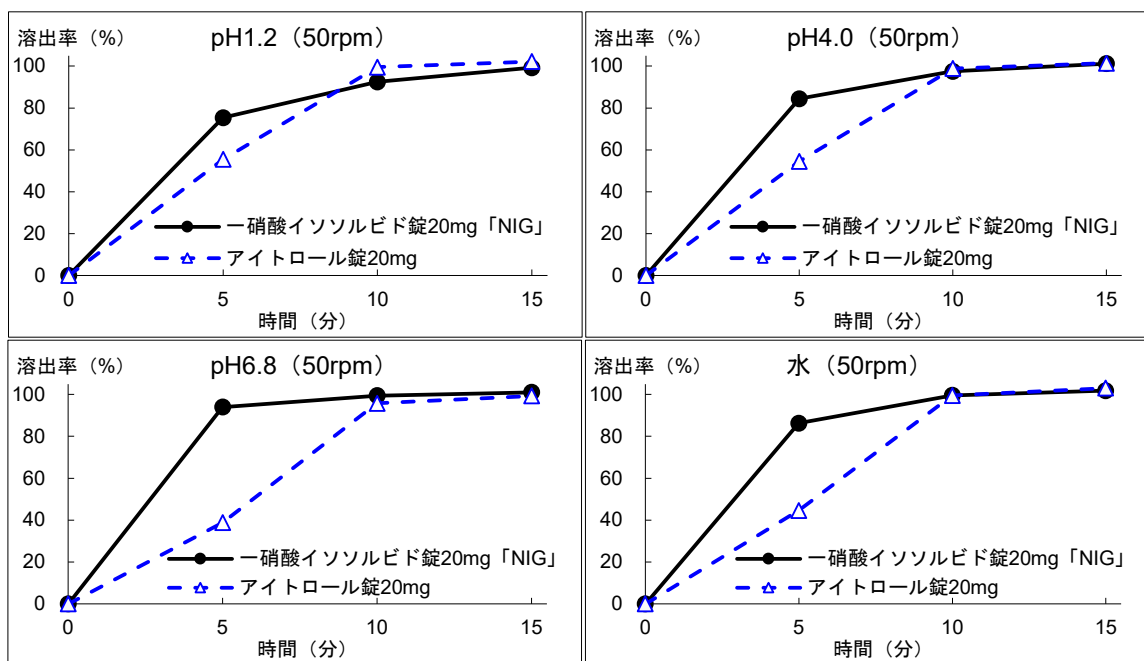 溶出率（%） pH1.2（50rpm）
100
80
60
40
20
0
一硝酸イソソルビド錠20mg「NIG」
アイトロール錠20mg
0 5 10 15
時間（分）
溶出率（%） pH4.0（50rpm）
100
80
60
40
20
0
一硝酸イソソルビド錠20mg「NIG」
アイトロール錠20mg
0 5 10 15
時間（分）
溶出率（%） pH6.8（50rpm）
100
80
60
40
20
0
一硝酸イソソルビド錠20mg「NIG」
アイトロール錠20mg
0 5 10 15
時間（分）
溶出率（%） 水（50rpm）
100
80
60
40
20
0
一硝酸イソソルビド錠20mg「NIG」
アイトロール錠20mg
0 5 10 15
時間（分）